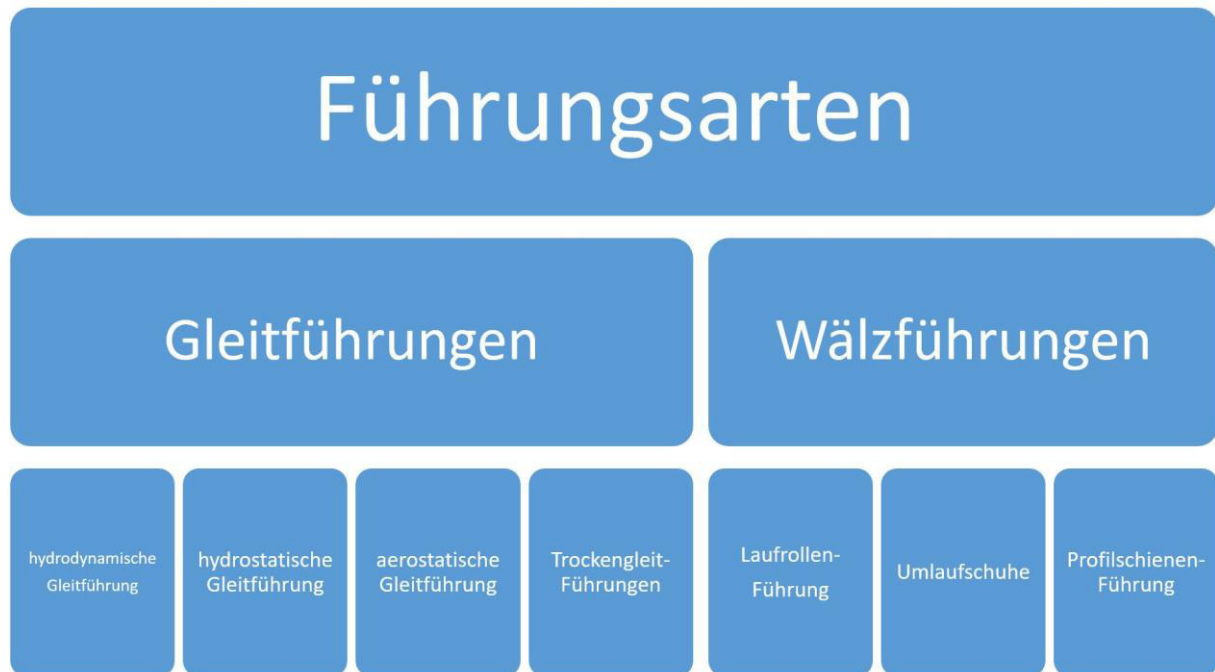 Führungsarten
Gleitführungen
Wälzführungen
hydrodynamische
Gleitführung
hydrostatische
Gleitführung
aerostatische
Gleitführung
Trockengleit-
Führungen
Laufrollen-
Führung
Umlaufschuhe
Profilschienen-
Führung